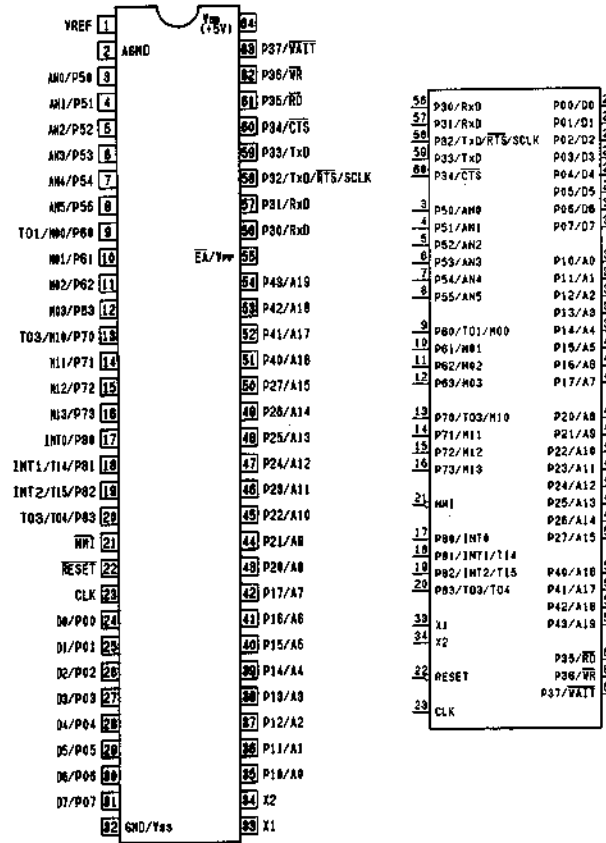 VREF 1
2 AGND
AN0/P50 3
AN1/P51 4
AN2/P52 5
AN3/P53 6
AN4/P54 7
AN5/P56 8
TO1/M00/P60 9
M01/P61 10
M02/P62 11
M03/P63 12
TO3/M10/P70 13
M11/P71 14
M12/P72 15
M13/P73 16
INT0/P80 17
INT1/TI4/P81 18
INT2/TI5/P82 19
TO3/TO4/P83 20
NMI 21
RESET 22
CLK 23
D0/P00 24
D1/P01 25
D2/P02 26
D3/P03 27
D4/P04 28
D5/P05 29
D6/P06 30
D7/P07 31
32 GND/Vss
(+5V) 64
63 P37/WAIT
62 P36/WR
61 P35/RD
60 P34/CTS
59 P33/TxD
58 P32/TxD/RTS/SCLK
57 P31/RxD
56 P30/RxD
EA/Vpp 55
54 P43/A19
53 P42/A18
52 P41/A17
51 P40/A16
50 P27/A15
49 P26/A14
48 P25/A13
47 P24/A12
46 P23/A11
45 P22/A10
44 P21/A9
43 P20/A8
42 P17/A7
41 P16/A6
40 P15/A5
39 P14/A4
38 P13/A3
37 P12/A2
36 P11/A1
35 P10/A0
34 X2
33 X1
56 P30/RxD P00/D0
57 P31/RxD P01/D1
58 P32/TxD/RTS/SCLK P02/D2
59 P33/TxD P03/D3
60 P34/CTS P04/D4
P05/D5
3 P50/AN0 P06/D6
4 P51/AN1 P07/D7
5 P52/AN2
6 P53/AN3 P10/A0
7 P54/AN4 P11/A1
8 P55/AN5 P12/A2
P13/A3
9 P60/TO1/M00 P14/A4
10 P61/M01 P15/A5
11 P62/M02 P16/A6
12 P63/M03 P17/A7
13 P70/TO3/M10 P20/A8
14 P71/M11 P21/A9
15 P72/M12 P22/A10
16 P73/M13 P23/A11
P24/A12
21 NMI P25/A13
P26/A14
17 P80/INT0 P27/A15
18 P81/INT1/TI4
19 P82/INT2/TI5 P40/A16
20 P83/TO3/TO4 P41/A17
P42/A18
33 X1 P43/A19
34 X2
P35/RD
22 RESET P36/WR
P37/WAIT
23 CLK